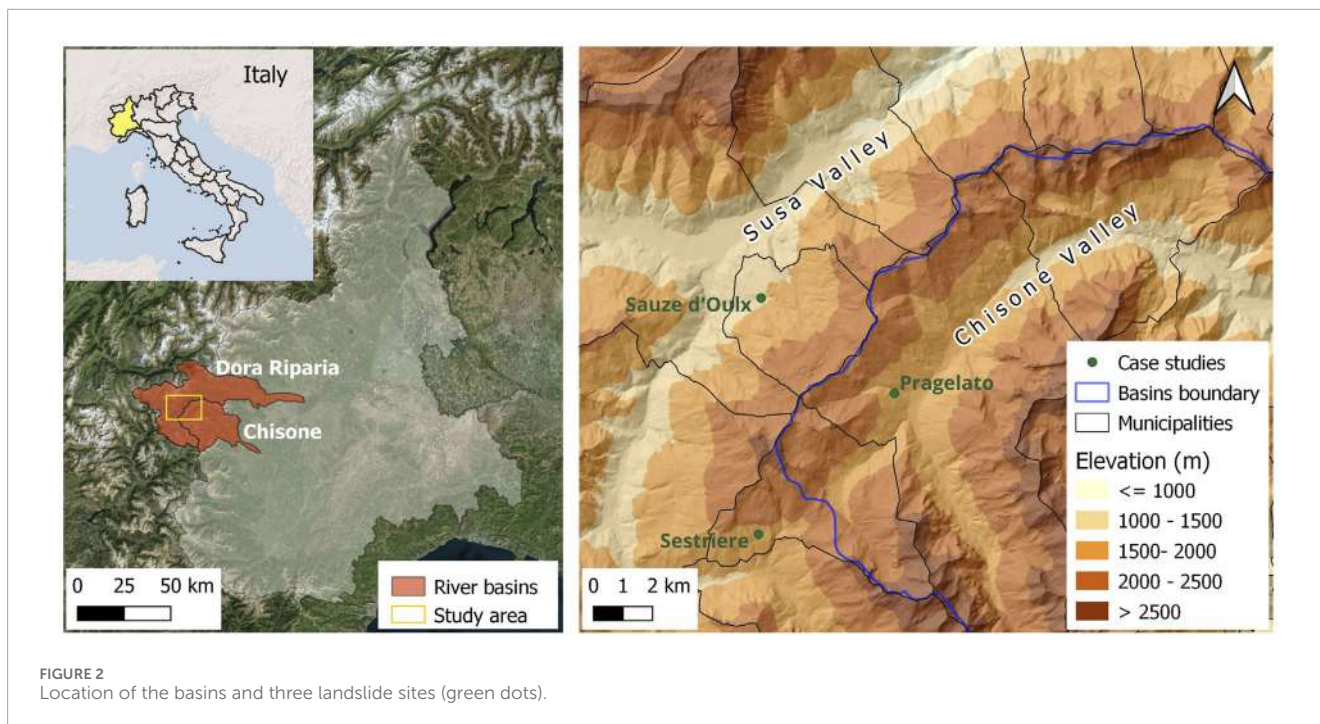 Italy
Dora Riparia
Chisone
0 25 50 km
River basins
Study area
Susa Valley
Chisone Valley
Sauze d'Oulx
Pragelato
Sestriere
0 1 2 km
Case studies
Basins boundary
Municipalities
Elevation (m)
<= 1000
1000 - 1500
1500- 2000
2000 - 2500
> 2500
FIGURE 2
Location of the basins and three landslide sites (green dots).